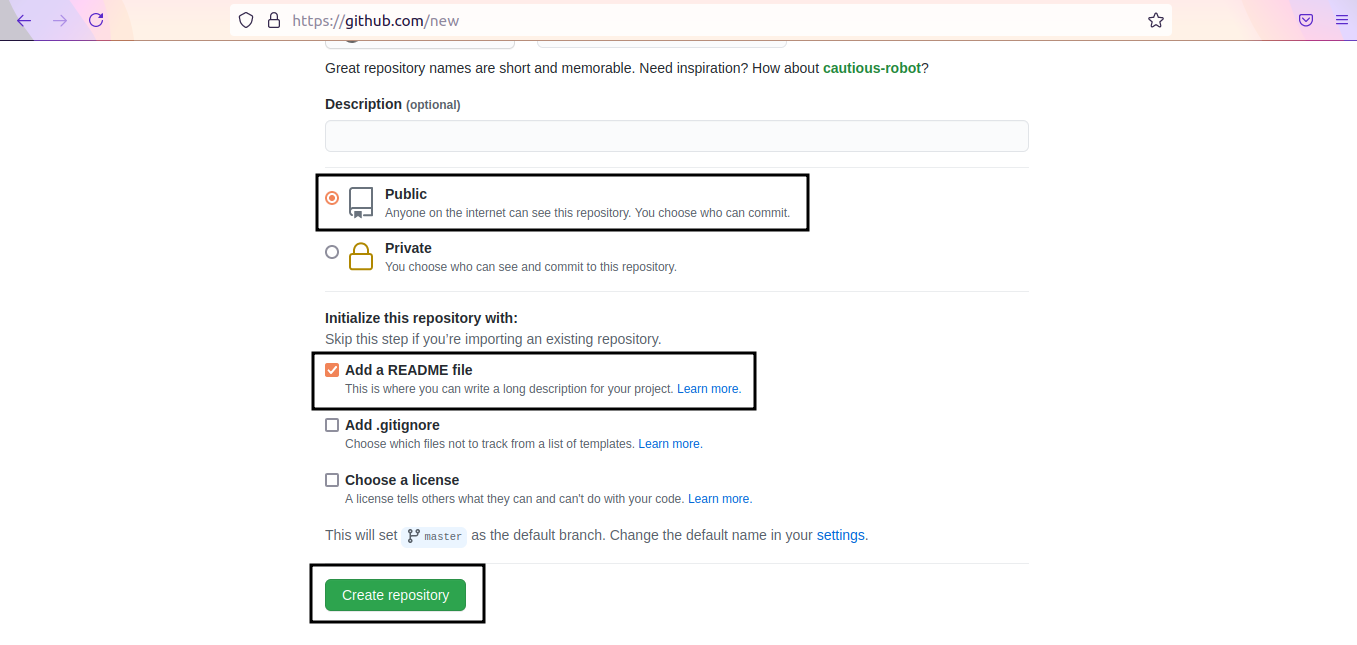 https://github.com/new
Great repository names are short and memorable. Need inspiration? How about cautious-robot?
Description (optional)
Public
Anyone on the internet can see this repository. You choose who can commit.
Private
You choose who can see and commit to this repository.
Initialize this repository with:
Skip this step if you're importing an existing repository.
Add a README file
This is where you can write a long description for your project. Learn more.
Add .gitignore
Choose which files not to track from a list of templates. Learn more.
Choose a license
A license tells others what they can and can't do with your code. Learn more.
This will set master as the default branch. Change the default name in your settings.
Create repository